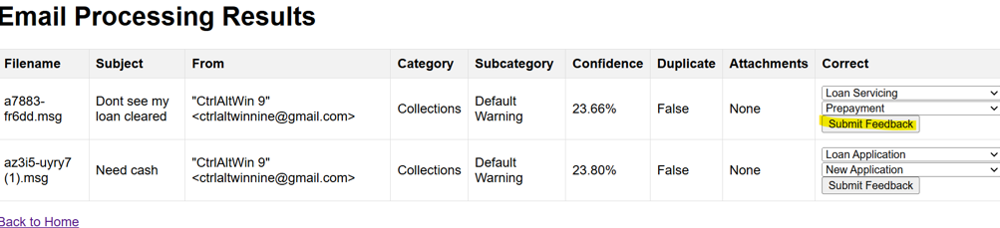 Email Processing Results
Filename Subject From Category Subcategory Confidence Duplicate Attachments Correct
a7883-fr6dd.msg Dont see my loan cleared "CtrlAltWin 9" <ctrlaltwinnine@gmail.com> Collections Default Warning 23.66% False None Loan Servicing
Prepayment
Submit Feedback
az3i5-uyry7 (1).msg Need cash "CtrlAltWin 9" <ctrlaltwinnine@gmail.com> Collections Default Warning 23.80% False None Loan Application
New Application
Submit Feedback
Back to Home